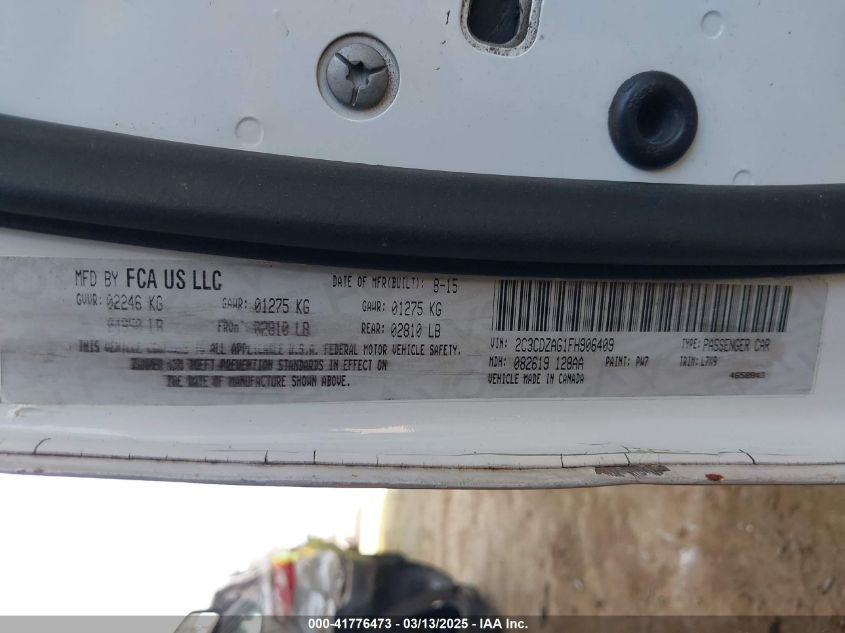 MFD BY FCA US LLC DATE OF MFR(BUILT): 8-15
GVWR: 02246 KG GAWR: 01275 KG GAWR: 01275 KG
LB FRONT: 02810 LB REAR: 02810 LB
THIS VEHICLE TO ALL APPLICABLE U.S.A. FEDERAL MOTOR VEHICLE SAFETY,
AND THEFT PREVENTION STANDARDS IN EFFECT ON
THE DATE OF MANUFACTURE SHOWN ABOVE.
VIN: 2C3CDZAG1FH906409 TYPE: PASSENGER CAR
MDH: 082619 128AA PAINT: PW7 TRIM: L7X9
VEHICLE MADE IN CANADA 4658943
000-41776473 — 03/13/2025 — IAA Inc.